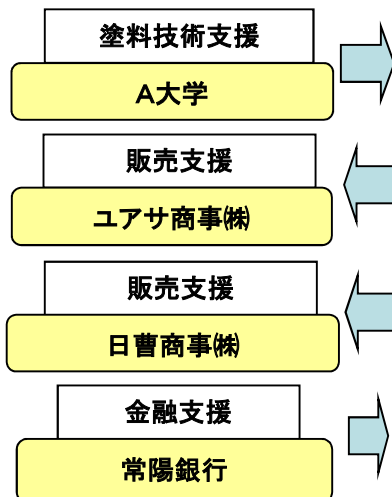 塗料技術支援
A大学
販売支援
ユアサ商事㈱
販売支援
日曹商事㈱
金融支援
常陽銀行